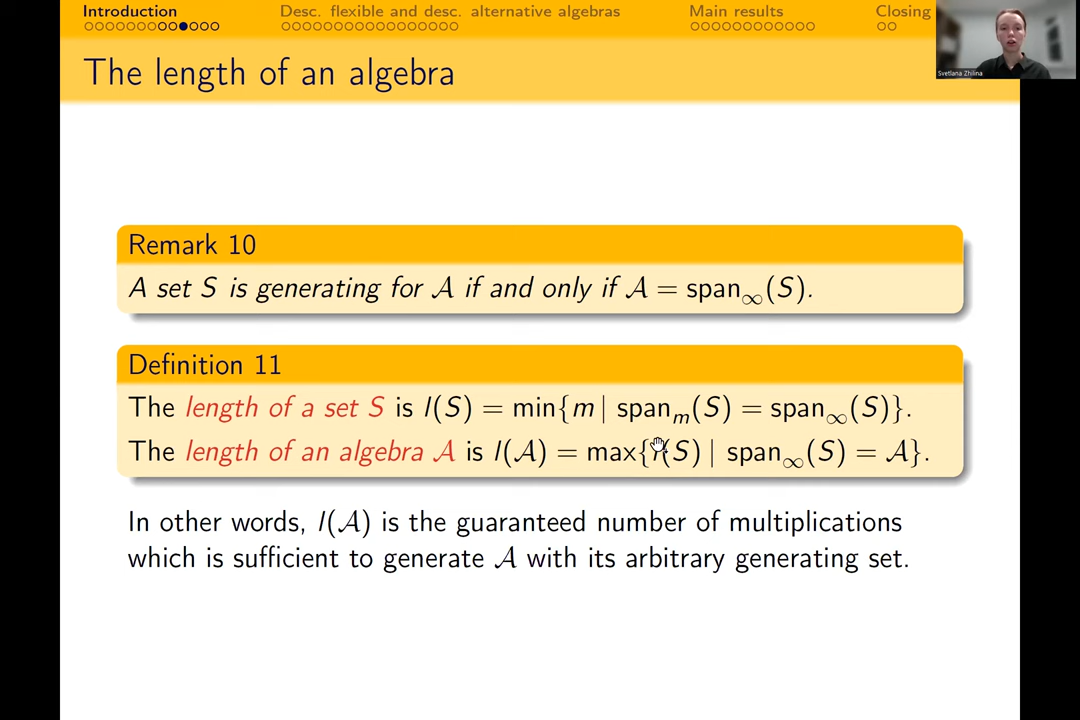 Introduction Desc. flexible and desc. alternative algebras Main results Closing
Svetlana Zhilina
The length of an algebra
Remark 10
A set S is generating for 𝒜 if and only if 𝒜 = span∞(S).
Definition 11
The length of a set S is l(S) = min{m | spanₘ(S) = span∞(S)}.
The length of an algebra 𝒜 is l(𝒜) = max{l(S) | span∞(S) = 𝒜}.
In other words, l(𝒜) is the guaranteed number of multiplications
which is sufficient to generate 𝒜 with its arbitrary generating set.